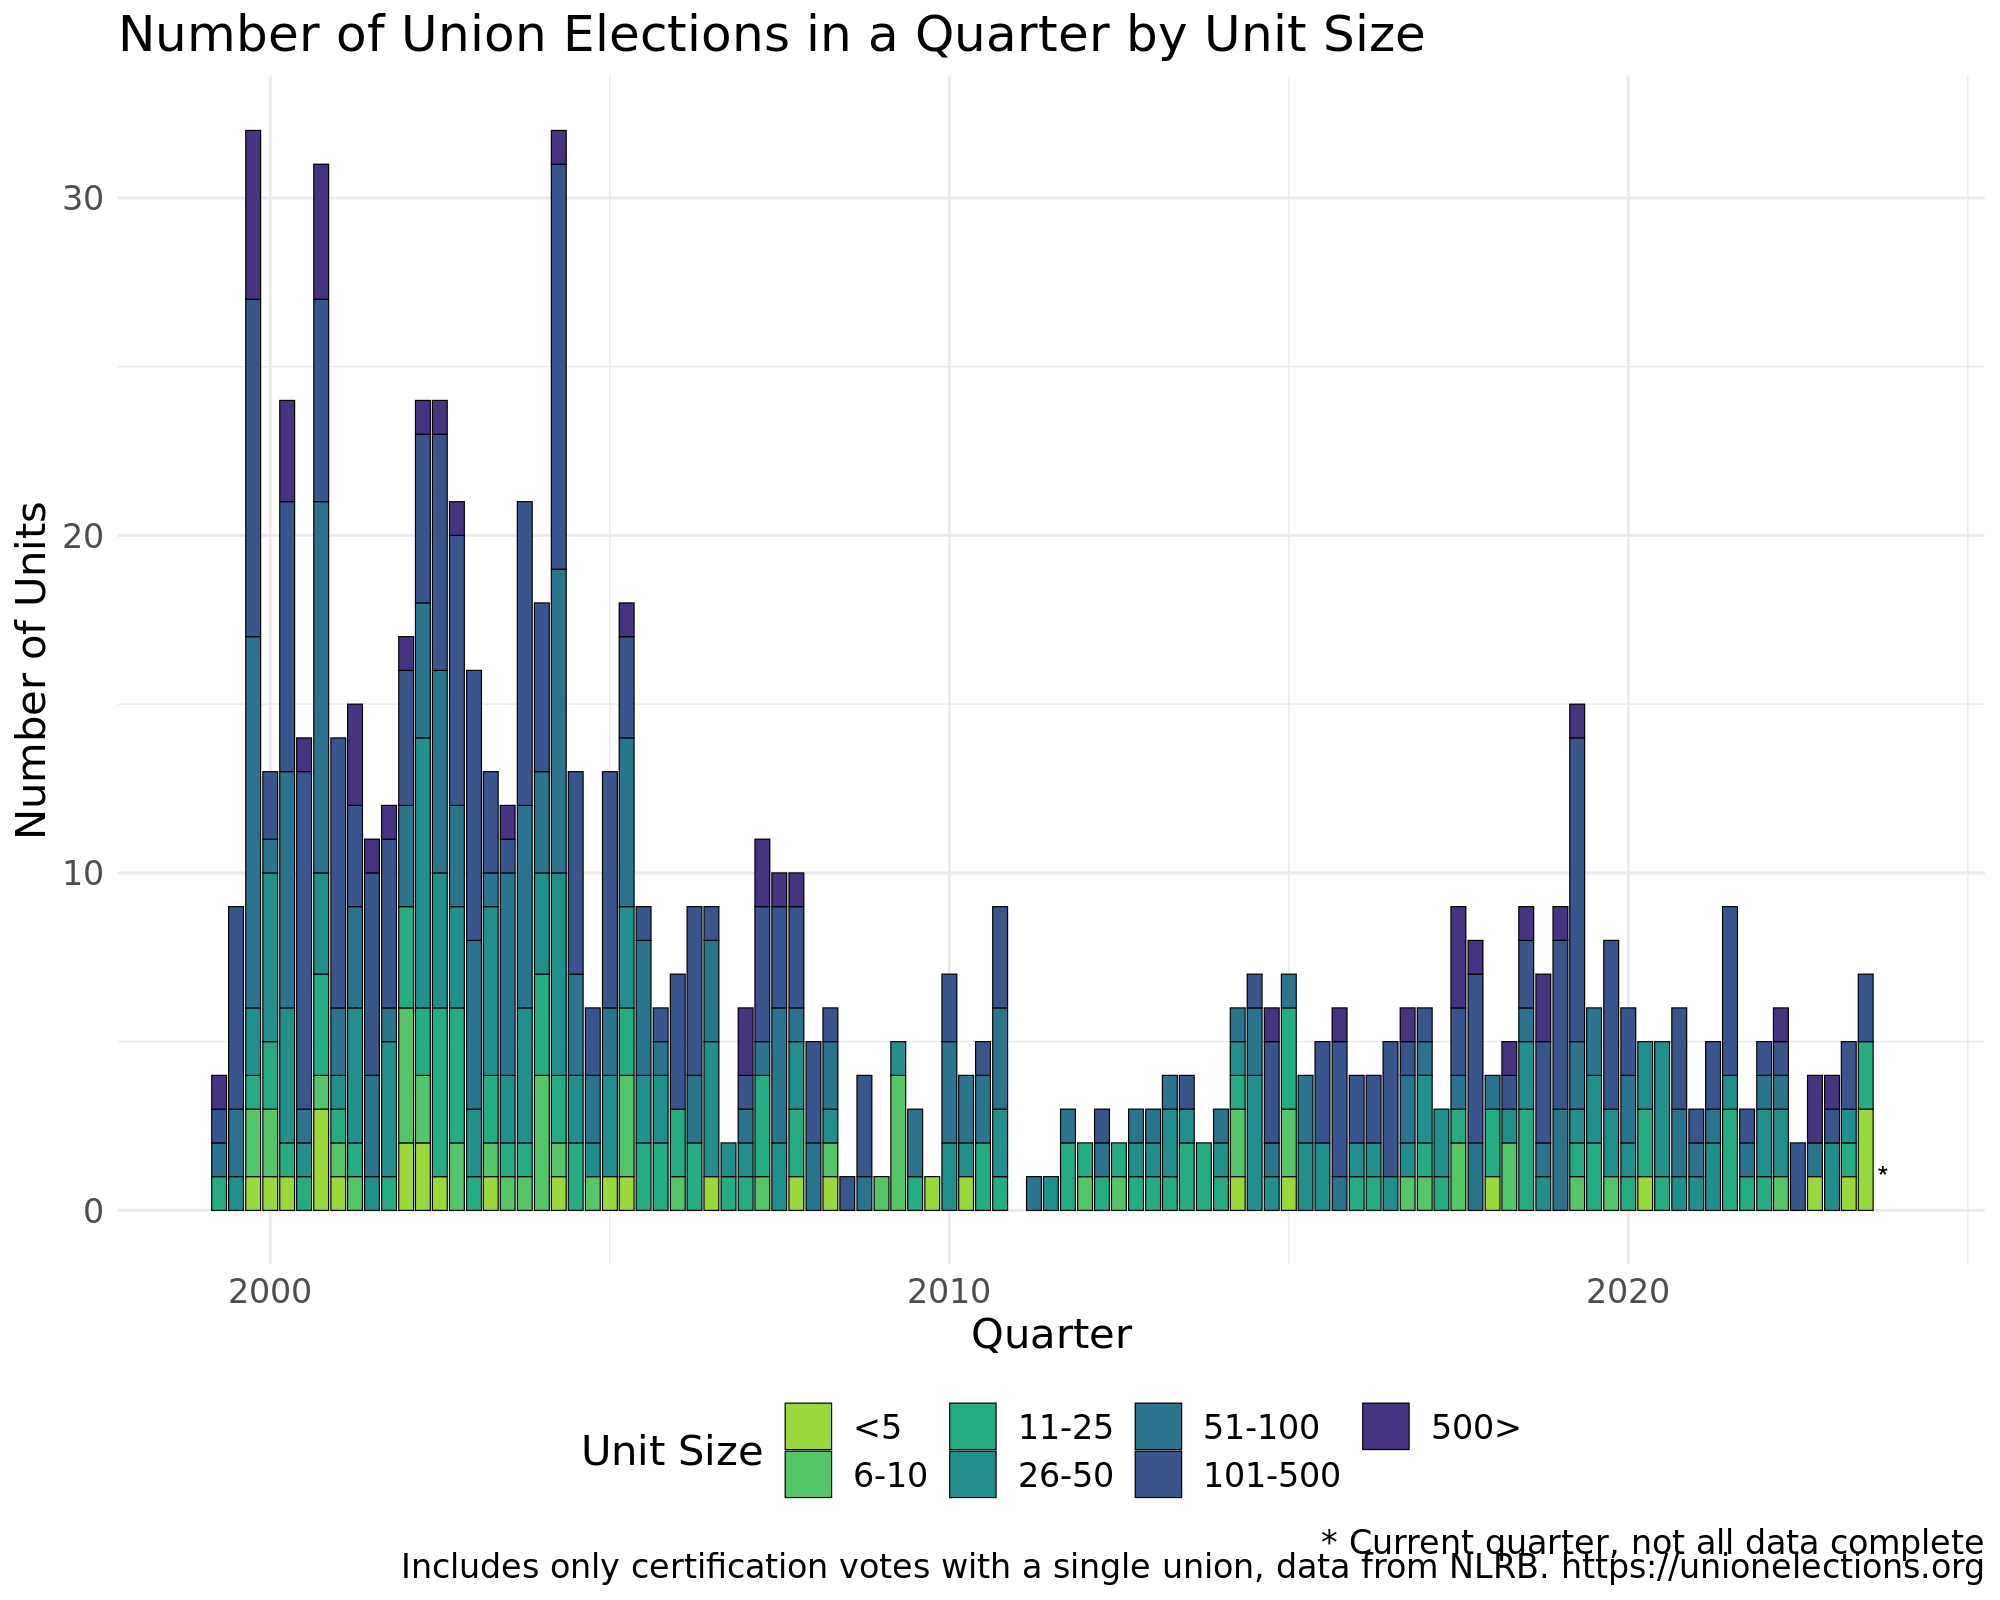 Number of Union Elections in a Quarter by Unit Size
Number of Units
30
20
10
0
*
2000 2010 2020
Quarter
Unit Size
<5 11-25 51-100 500>
6-10 26-50 101-500
* Current quarter, not all data complete
Includes only certification votes with a single union, data from NLRB. https://unionelections.org